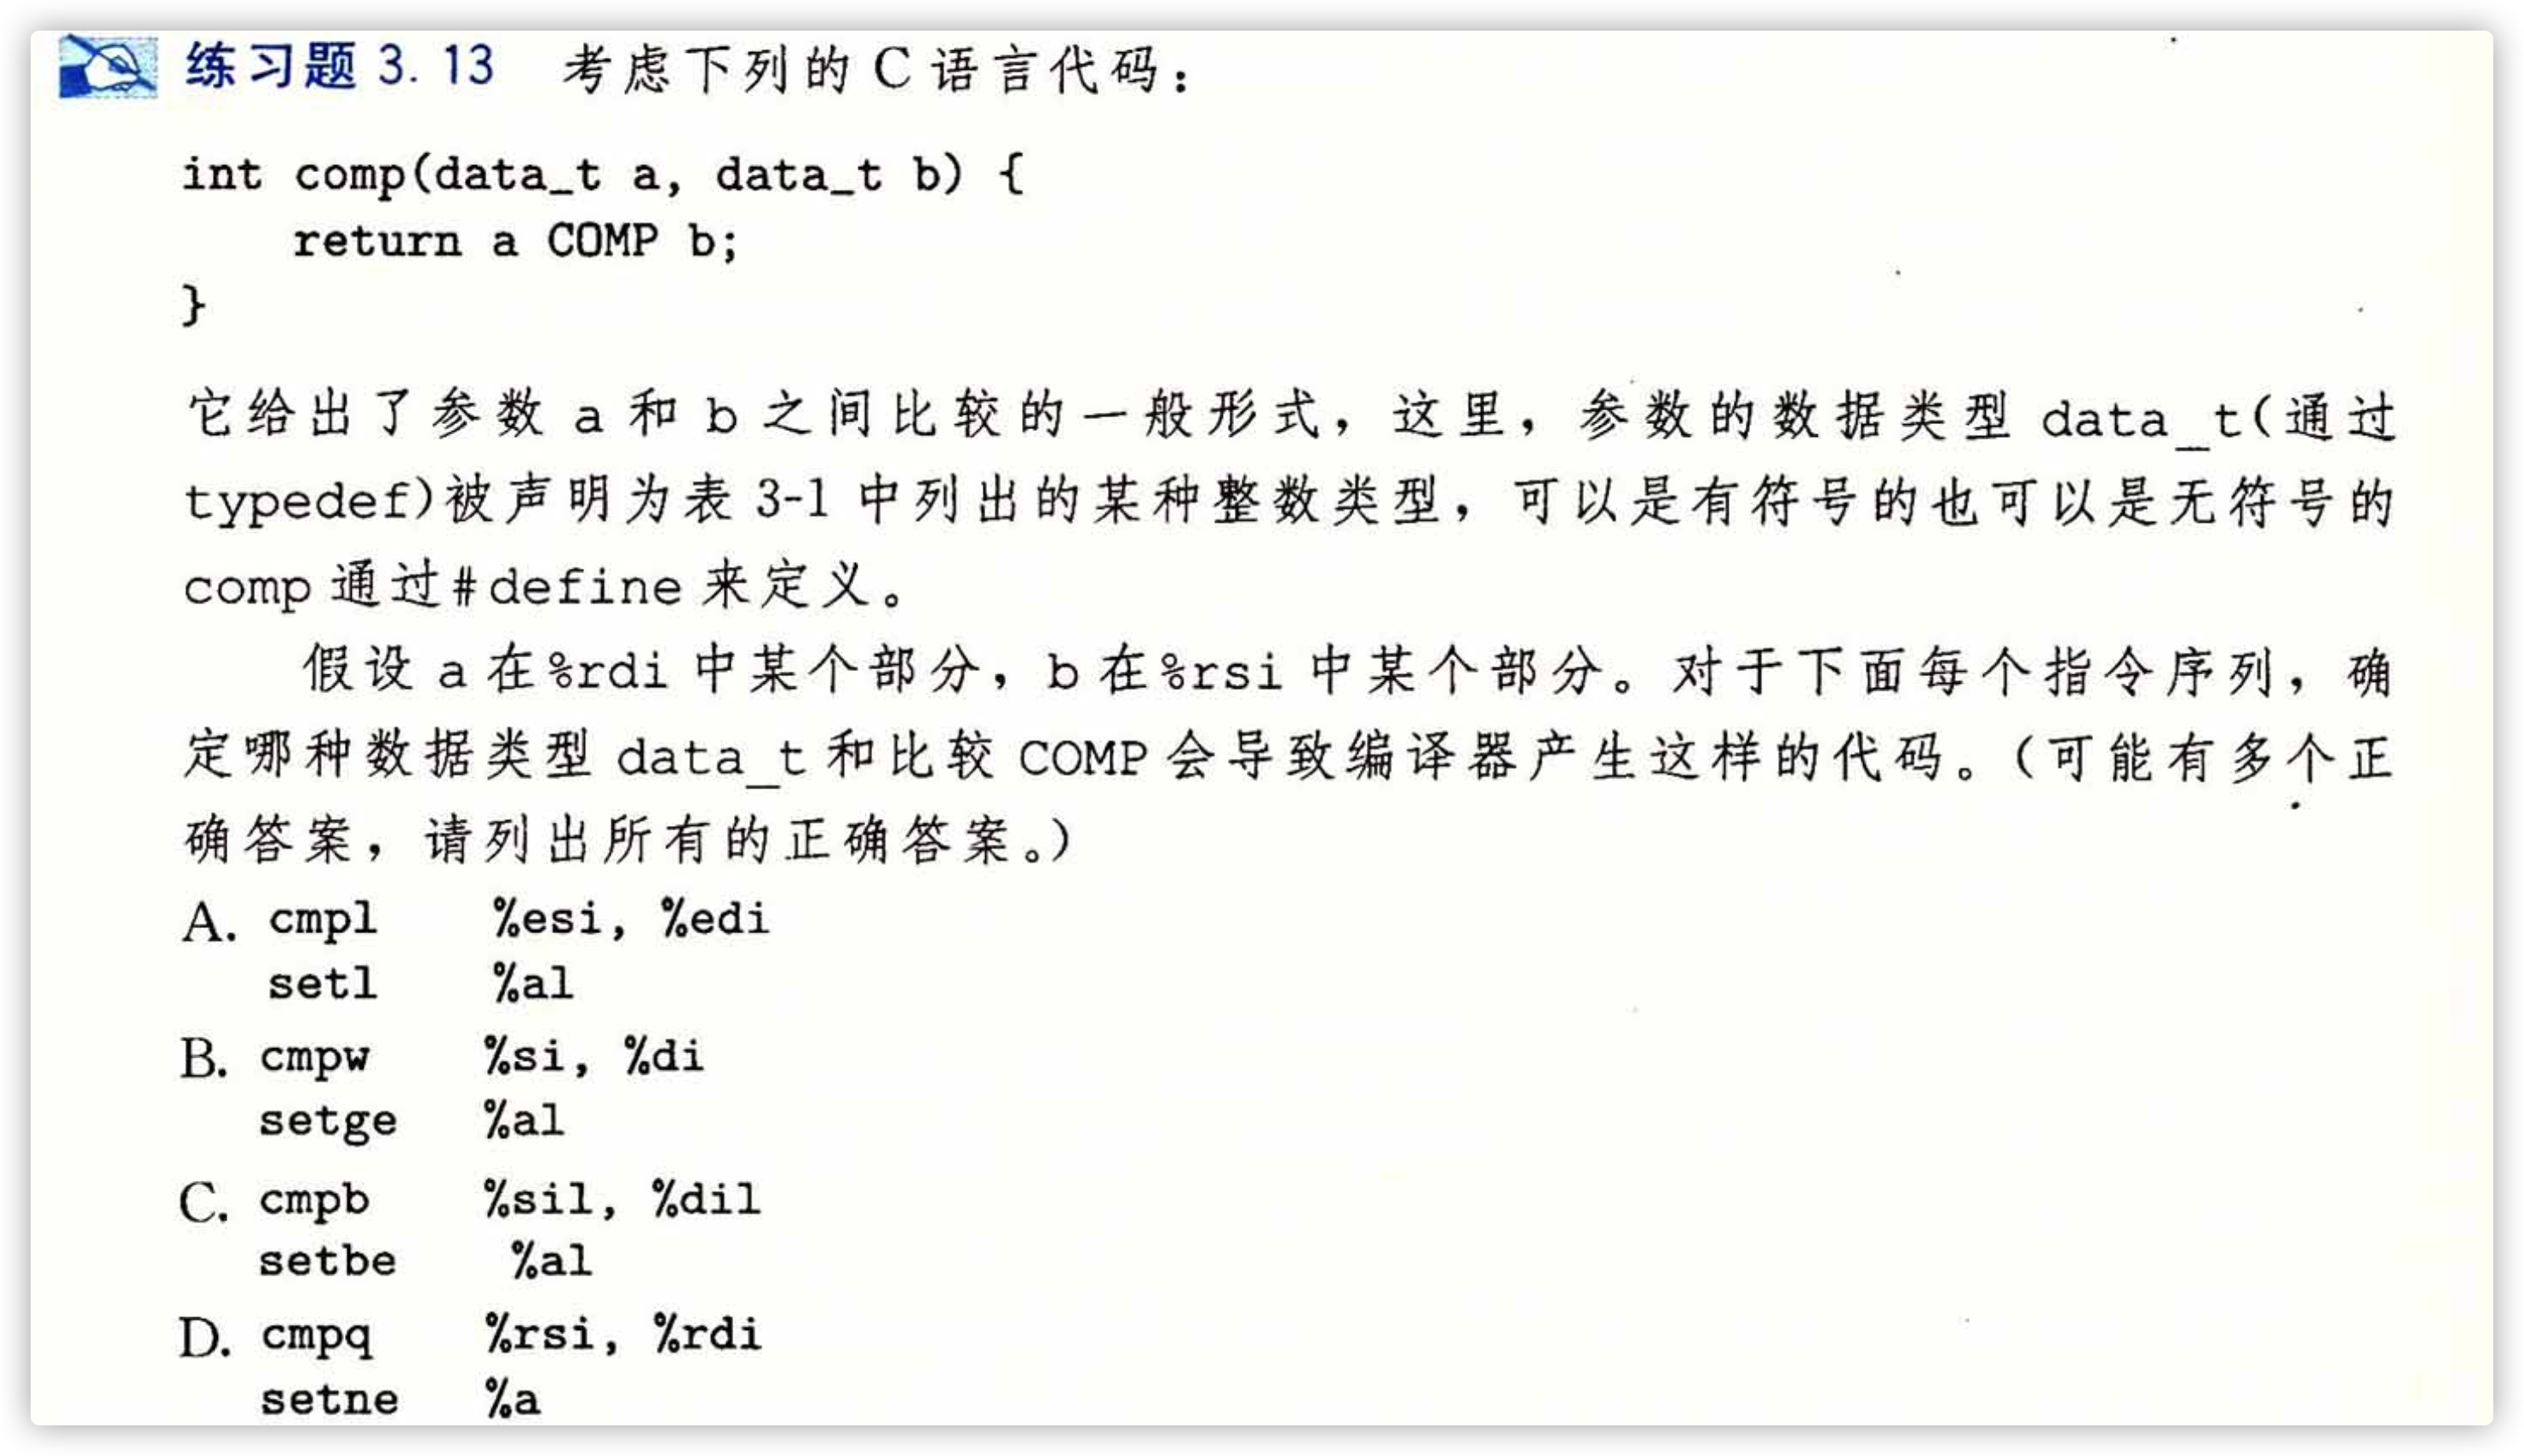 练习题 3.13 考虑下列的 C 语言代码：
int comp(data_t a, data_t b) {
    return a COMP b;
}
它给出了参数 a 和 b 之间比较的一般形式，这里，参数的数据类型 data_t(通过
typedef)被声明为表 3-1 中列出的某种整数类型，可以是有符号的也可以是无符号的
comp 通过#define 来定义。
假设 a 在%rdi 中某个部分，b 在%rsi 中某个部分。对于下面每个指令序列，确
定哪种数据类型 data_t 和比较 COMP 会导致编译器产生这样的代码。（可能有多个正
确答案，请列出所有的正确答案。）
A. cmpl %esi, %edi
setl %al
B. cmpw %si, %di
setge %al
C. cmpb %sil, %dil
setbe %al
D. cmpq %rsi, %rdi
setne %a